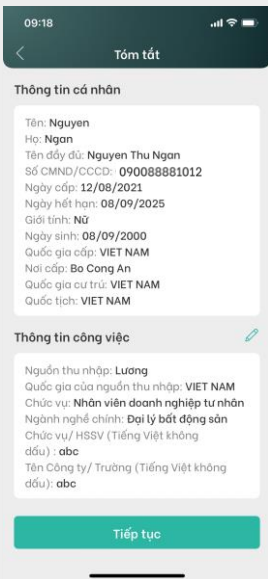 09:18
Tóm tắt
Thông tin cá nhân
Tên: Nguyen
Họ: Ngan
Tên đầy đủ: Nguyen Thu Ngan
Số CMND/CCCD: 090088881012
Ngày cấp: 12/08/2021
Ngày hết hạn: 08/09/2025
Giới tính: Nữ
Ngày sinh: 08/09/2000
Quốc gia cấp: VIET NAM
Nơi cấp: Bo Cong An
Quốc gia cư trú: VIET NAM
Quốc tịch: VIET NAM
Thông tin công việc
Nguồn thu nhập: Lương
Quốc gia của nguồn thu nhập: VIET NAM
Chức vụ: Nhân viên doanh nghiệp tư nhân
Ngành nghề chính: Đại lý bất động sản
Chức vụ/ HSSV (Tiếng Việt không
dấu) : abc
Tên Công ty/ Trường (Tiếng Việt không
dấu): abc
Tiếp tục